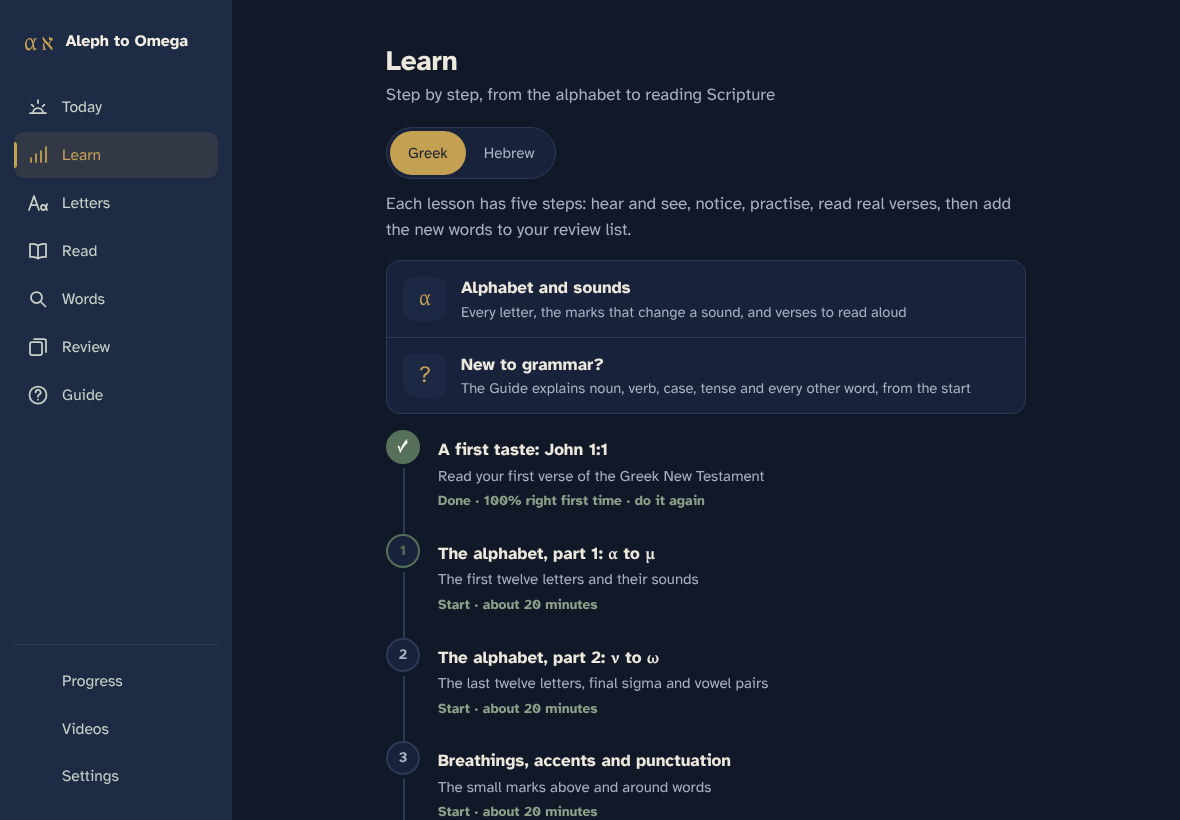 α א Aleph to Omega
Today
Learn
Letters
Read
Words
Review
Guide
Progress
Videos
Settings
Learn
Step by step, from the alphabet to reading Scripture
Greek Hebrew
Each lesson has five steps: hear and see, notice, practise, read real verses, then add
the new words to your review list.
α
Alphabet and sounds
Every letter, the marks that change a sound, and verses to read aloud
?
New to grammar?
The Guide explains noun, verb, case, tense and every other word, from the start
A first taste: John 1:1
Read your first verse of the Greek New Testament
Done · 100% right first time · do it again
1
The alphabet, part 1: α to μ
The first twelve letters and their sounds
Start · about 20 minutes
2
The alphabet, part 2: ν to ω
The last twelve letters, final sigma and vowel pairs
Start · about 20 minutes
3
Breathings, accents and punctuation
The small marks above and around words
Start · about 20 minutes